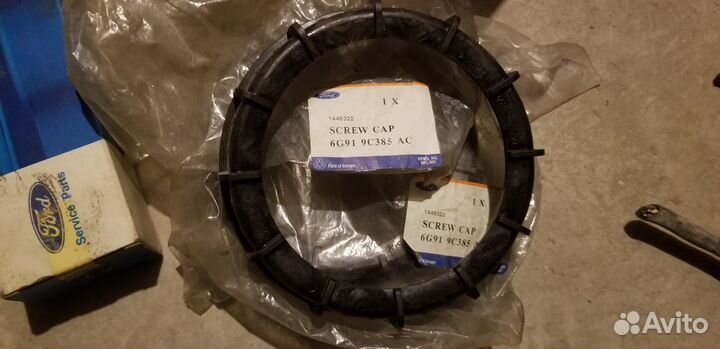 Ford
1 X
1446322
SCREW CAP
6G91 9C385 AC
Ford of Europe
1 X
1446322
SCREW CAP
6G91 9C385
Ford
Service Parts
Avito